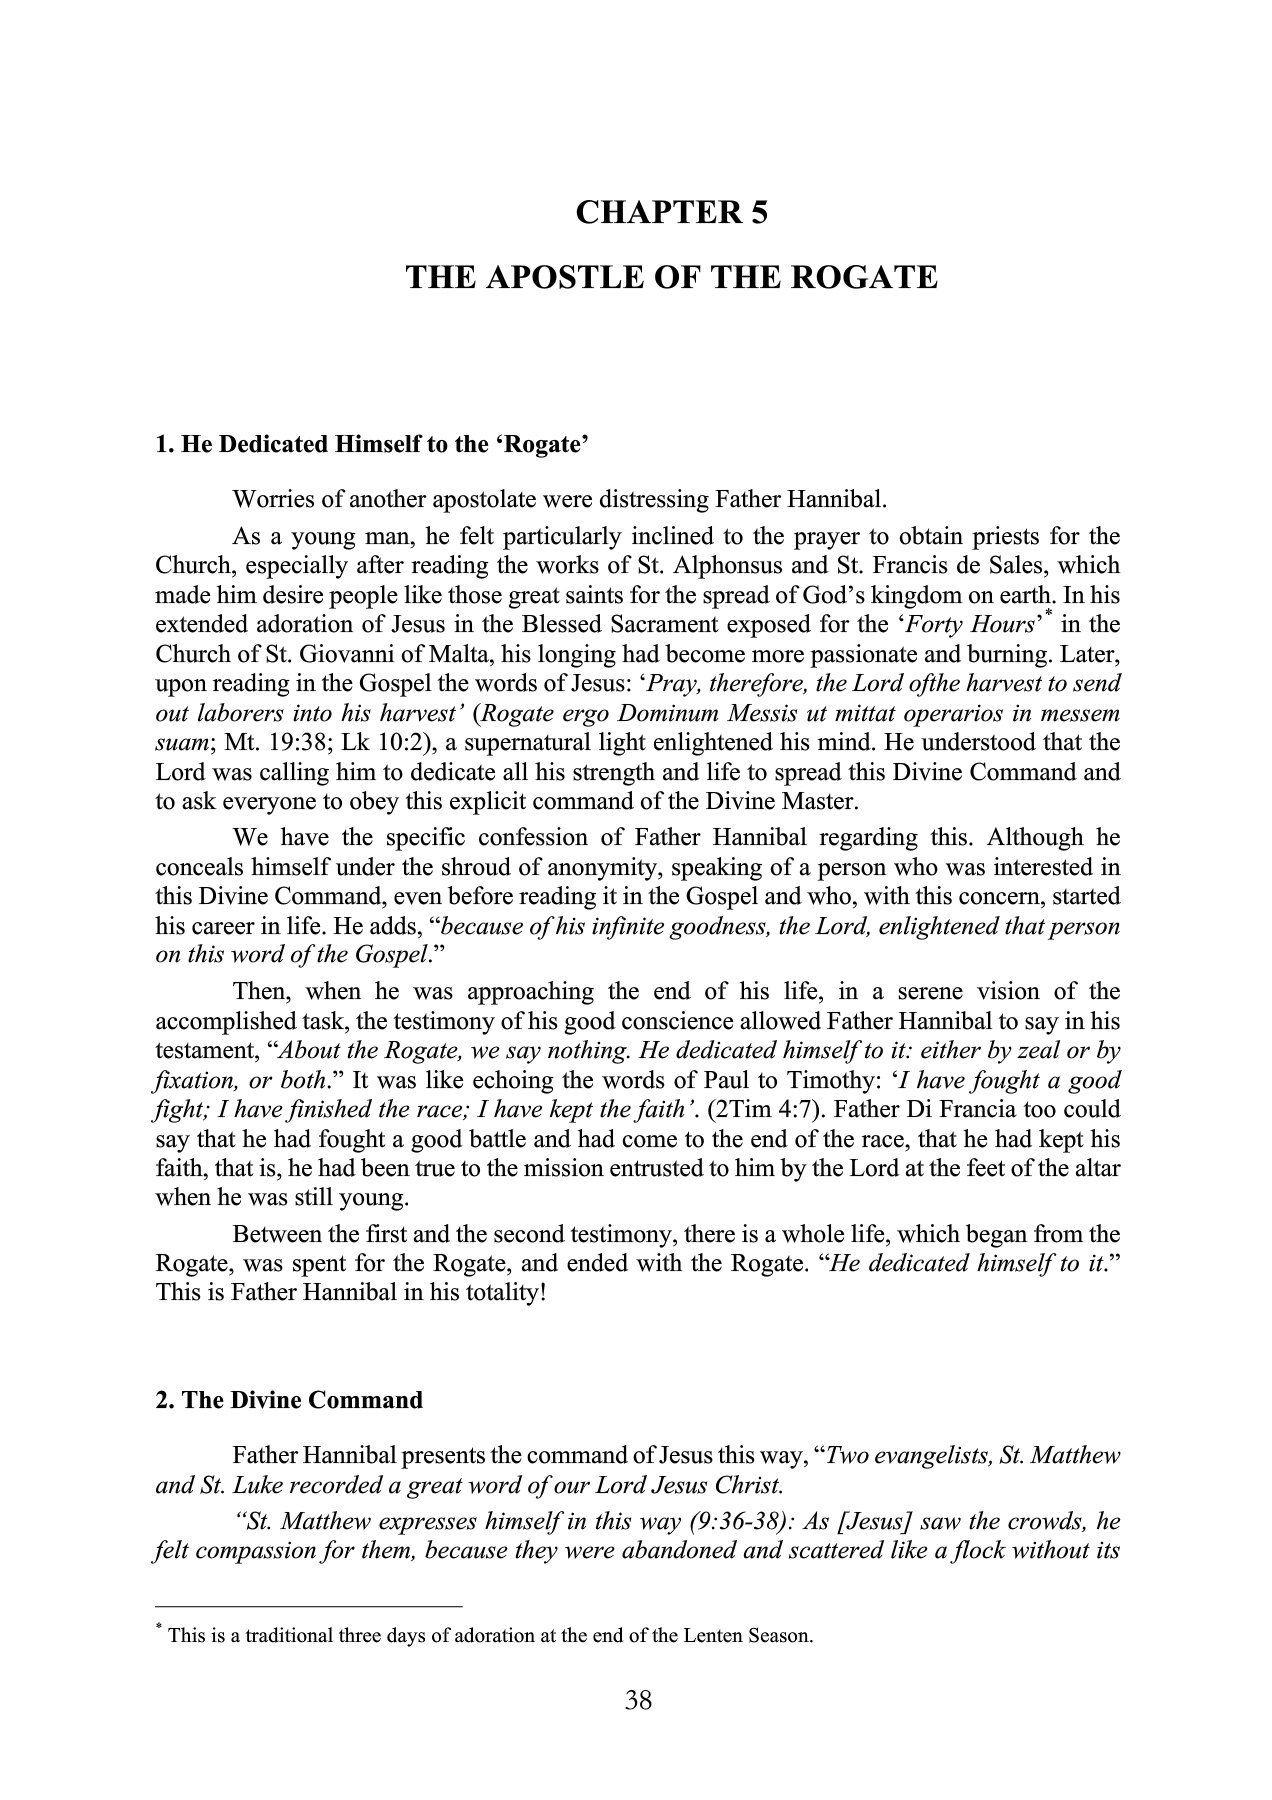 CHAPTER 5
THE APOSTLE OF THE ROGATE
1. He Dedicated Himself to the ‘Rogate’
Worries of another apostolate were distressing Father Hannibal.
As a young man, he felt particularly inclined to the prayer to obtain priests for the
Church, especially after reading the works of St. Alphonsus and St. Francis de Sales, which
made him desire people like those great saints for the spread of God’s kingdom on earth. In his
extended adoration of Jesus in the Blessed Sacrament exposed for the ‘Forty Hours’* in the
Church of St. Giovanni of Malta, his longing had become more passionate and burning. Later,
upon reading in the Gospel the words of Jesus: ‘Pray, therefore, the Lord ofthe harvest to send
out laborers into his harvest’ (Rogate ergo Dominum Messis ut mittat operarios in messem
suam; Mt. 19:38; Lk 10:2), a supernatural light enlightened his mind. He understood that the
Lord was calling him to dedicate all his strength and life to spread this Divine Command and
to ask everyone to obey this explicit command of the Divine Master.
We have the specific confession of Father Hannibal regarding this. Although he
conceals himself under the shroud of anonymity, speaking of a person who was interested in
this Divine Command, even before reading it in the Gospel and who, with this concern, started
his career in life. He adds, “because of his infinite goodness, the Lord, enlightened that person
on this word of the Gospel.”
Then, when he was approaching the end of his life, in a serene vision of the
accomplished task, the testimony of his good conscience allowed Father Hannibal to say in his
testament, “About the Rogate, we say nothing. He dedicated himself to it: either by zeal or by
fixation, or both.” It was like echoing the words of Paul to Timothy: ‘I have fought a good
fight; I have finished the race; I have kept the faith’. (2Tim 4:7). Father Di Francia too could
say that he had fought a good battle and had come to the end of the race, that he had kept his
faith, that is, he had been true to the mission entrusted to him by the Lord at the feet of the altar
when he was still young.
Between the first and the second testimony, there is a whole life, which began from the
Rogate, was spent for the Rogate, and ended with the Rogate. “He dedicated himself to it.”
This is Father Hannibal in his totality!
2. The Divine Command
Father Hannibal presents the command of Jesus this way, “Two evangelists, St. Matthew
and St. Luke recorded a great word of our Lord Jesus Christ.
“St. Matthew expresses himself in this way (9:36-38): As [Jesus] saw the crowds, he
felt compassion for them, because they were abandoned and scattered like a flock without its
* This is a traditional three days of adoration at the end of the Lenten Season.
38